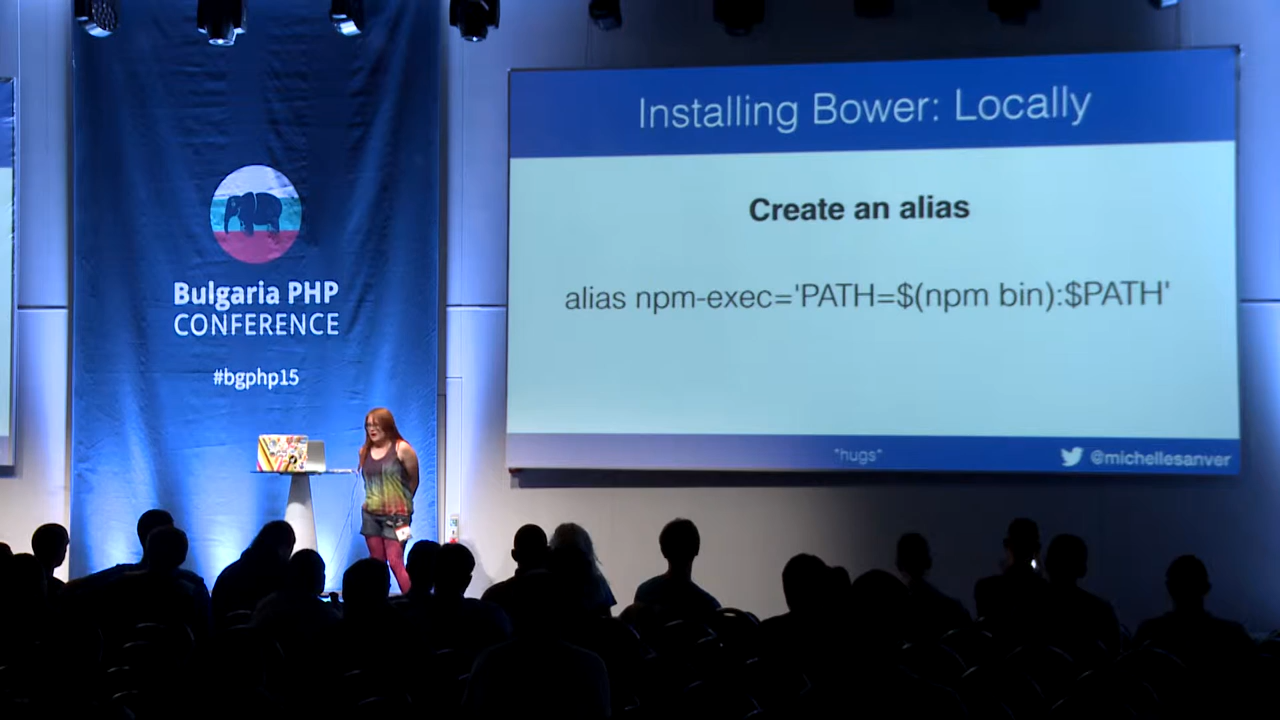 Bulgaria PHP
CONFERENCE
#bgphp15
Installing Bower: Locally
Create an alias
alias npm-exec='PATH=$(npm bin):$PATH'
*hugs*
@michellesanver